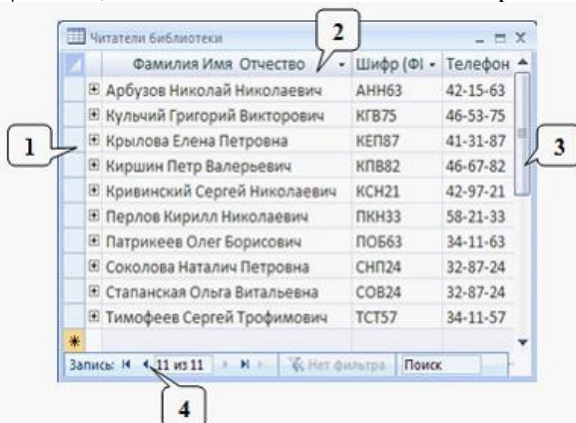 Читатели библиотеки
2
Фамилия Имя Отчество Шифр (ФІ Телефон
Арбузов Николай Николаевич АНН63 42-15-63
Кульчий Григорий Викторович КГВ75 46-53-75
1
Крылова Елена Петровна КЕП87 41-31-87
3
Киршин Петр Валерьевич КПВ82 46-67-82
Кривинский Сергей Николаевич КСН21 42-97-21
Перлов Кирилл Николаевич ПКН33 58-21-33
Патрикеев Олег Борисович ПОБ63 34-11-63
Соколова Наталич Петровна СНП24 32-87-24
Стапанская Ольга Витальевна СОВ24 32-87-24
Тимофеев Сергей Трофимович ТСТ57 34-11-57
Запись: 11 из 11 Нет фильтра Поиск
4